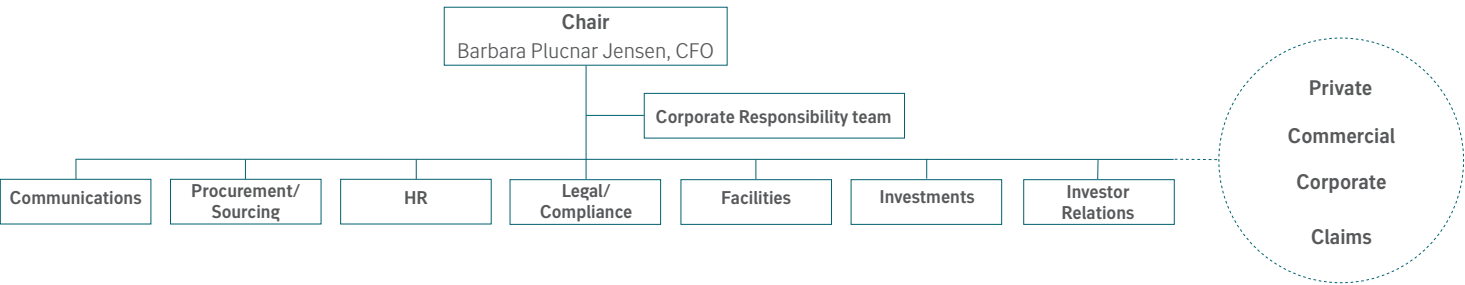 Chair
Barbara Plucnar Jensen, CFO
Corporate Responsibility team
Communications
Procurement/
Sourcing
HR
Legal/
Compliance
Facilities
Investments
Investor
Relations
Private
Commercial
Corporate
Claims